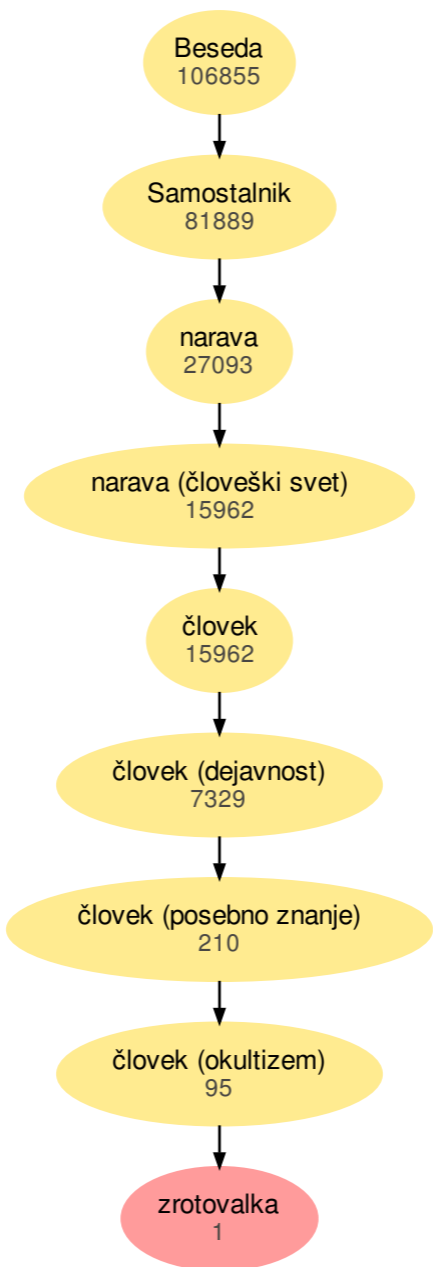 Beseda
106855
Samostalnik
81889
narava
27093
narava (človeški svet)
15962
človek
15962
človek (dejavnost)
7329
človek (posebno znanje)
210
človek (okultizem)
95
zrotovalka
1